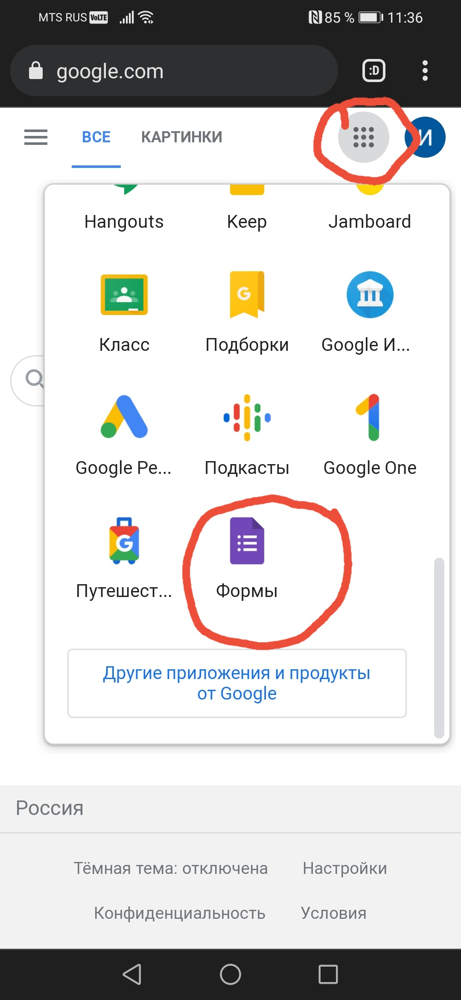 MTS RUS VoLTE 85 % 11:36
google.com :D
ВСЕ КАРТИНКИ И
Hangouts Keep Jamboard
Класс Подборки Google И...
Google Ре... Подкасты Google One
Путешест... Формы
Другие приложения и продукты
от Google
Россия
Тёмная тема: отключена Настройки
Конфиденциальность Условия